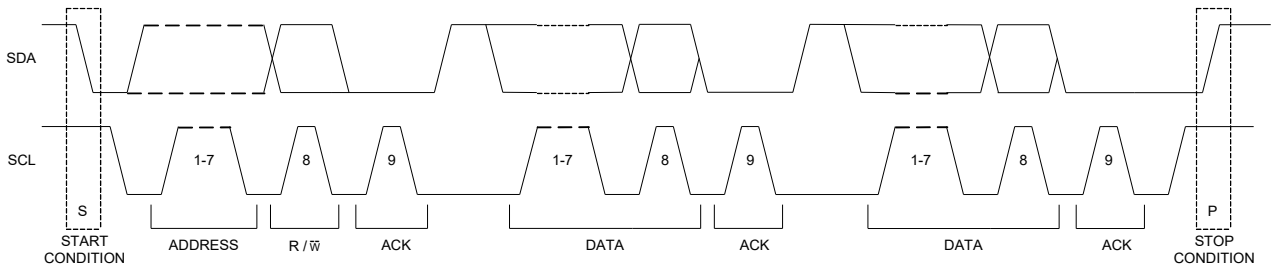 SDA
SCL
1-7
8
9
1-7
8
9
1-7
8
9
S
P
START
CONDITION
ADDRESS
R / W̅
ACK
DATA
ACK
DATA
ACK
STOP
CONDITION